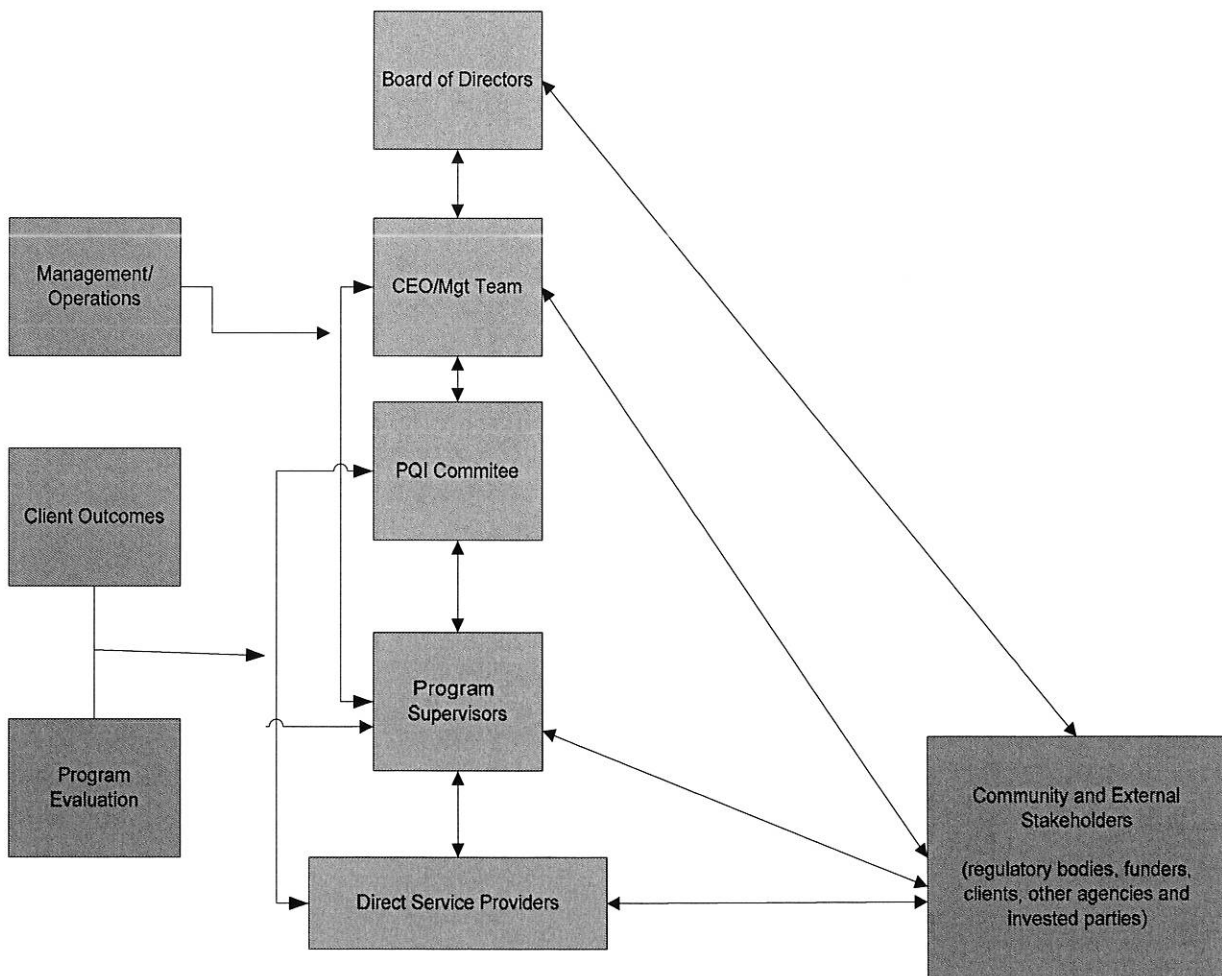 Board of Directors
Management/
Operations
CEO/Mgt Team
PQI Commitee
Client Outcomes
Program
Supervisors
Program
Evaluation
Direct Service Providers
Community and External
Stakeholders
(regulatory bodies, funders,
clients, other agencies and
invested parties)